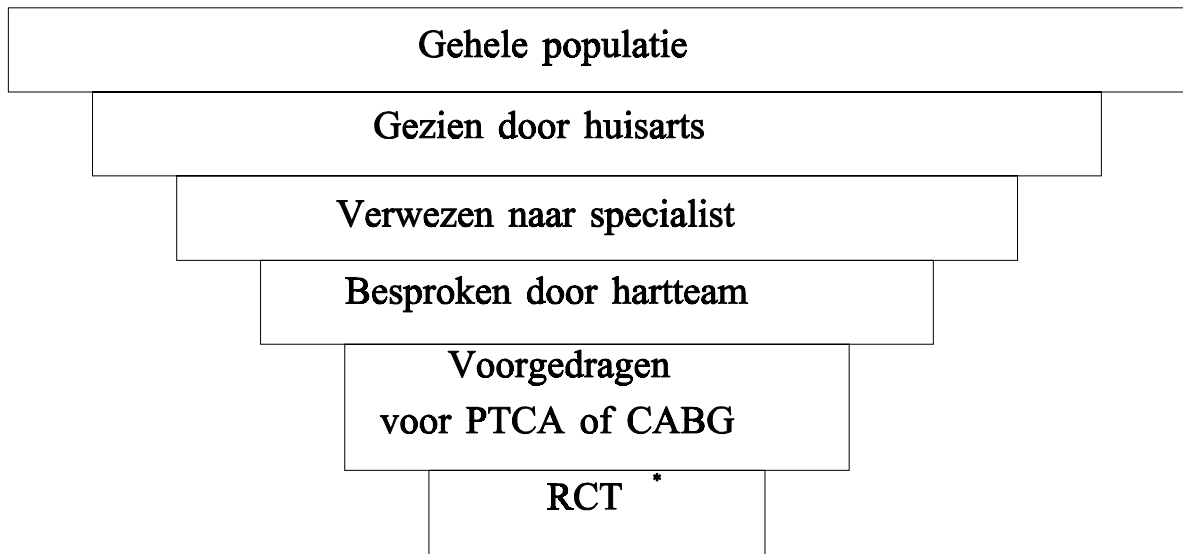 Gehele populatie
Gezien door huisarts
Verwezen naar specialist
Besproken door hartteam
Voorgedragen
voor PTCA of CABG
RCT *